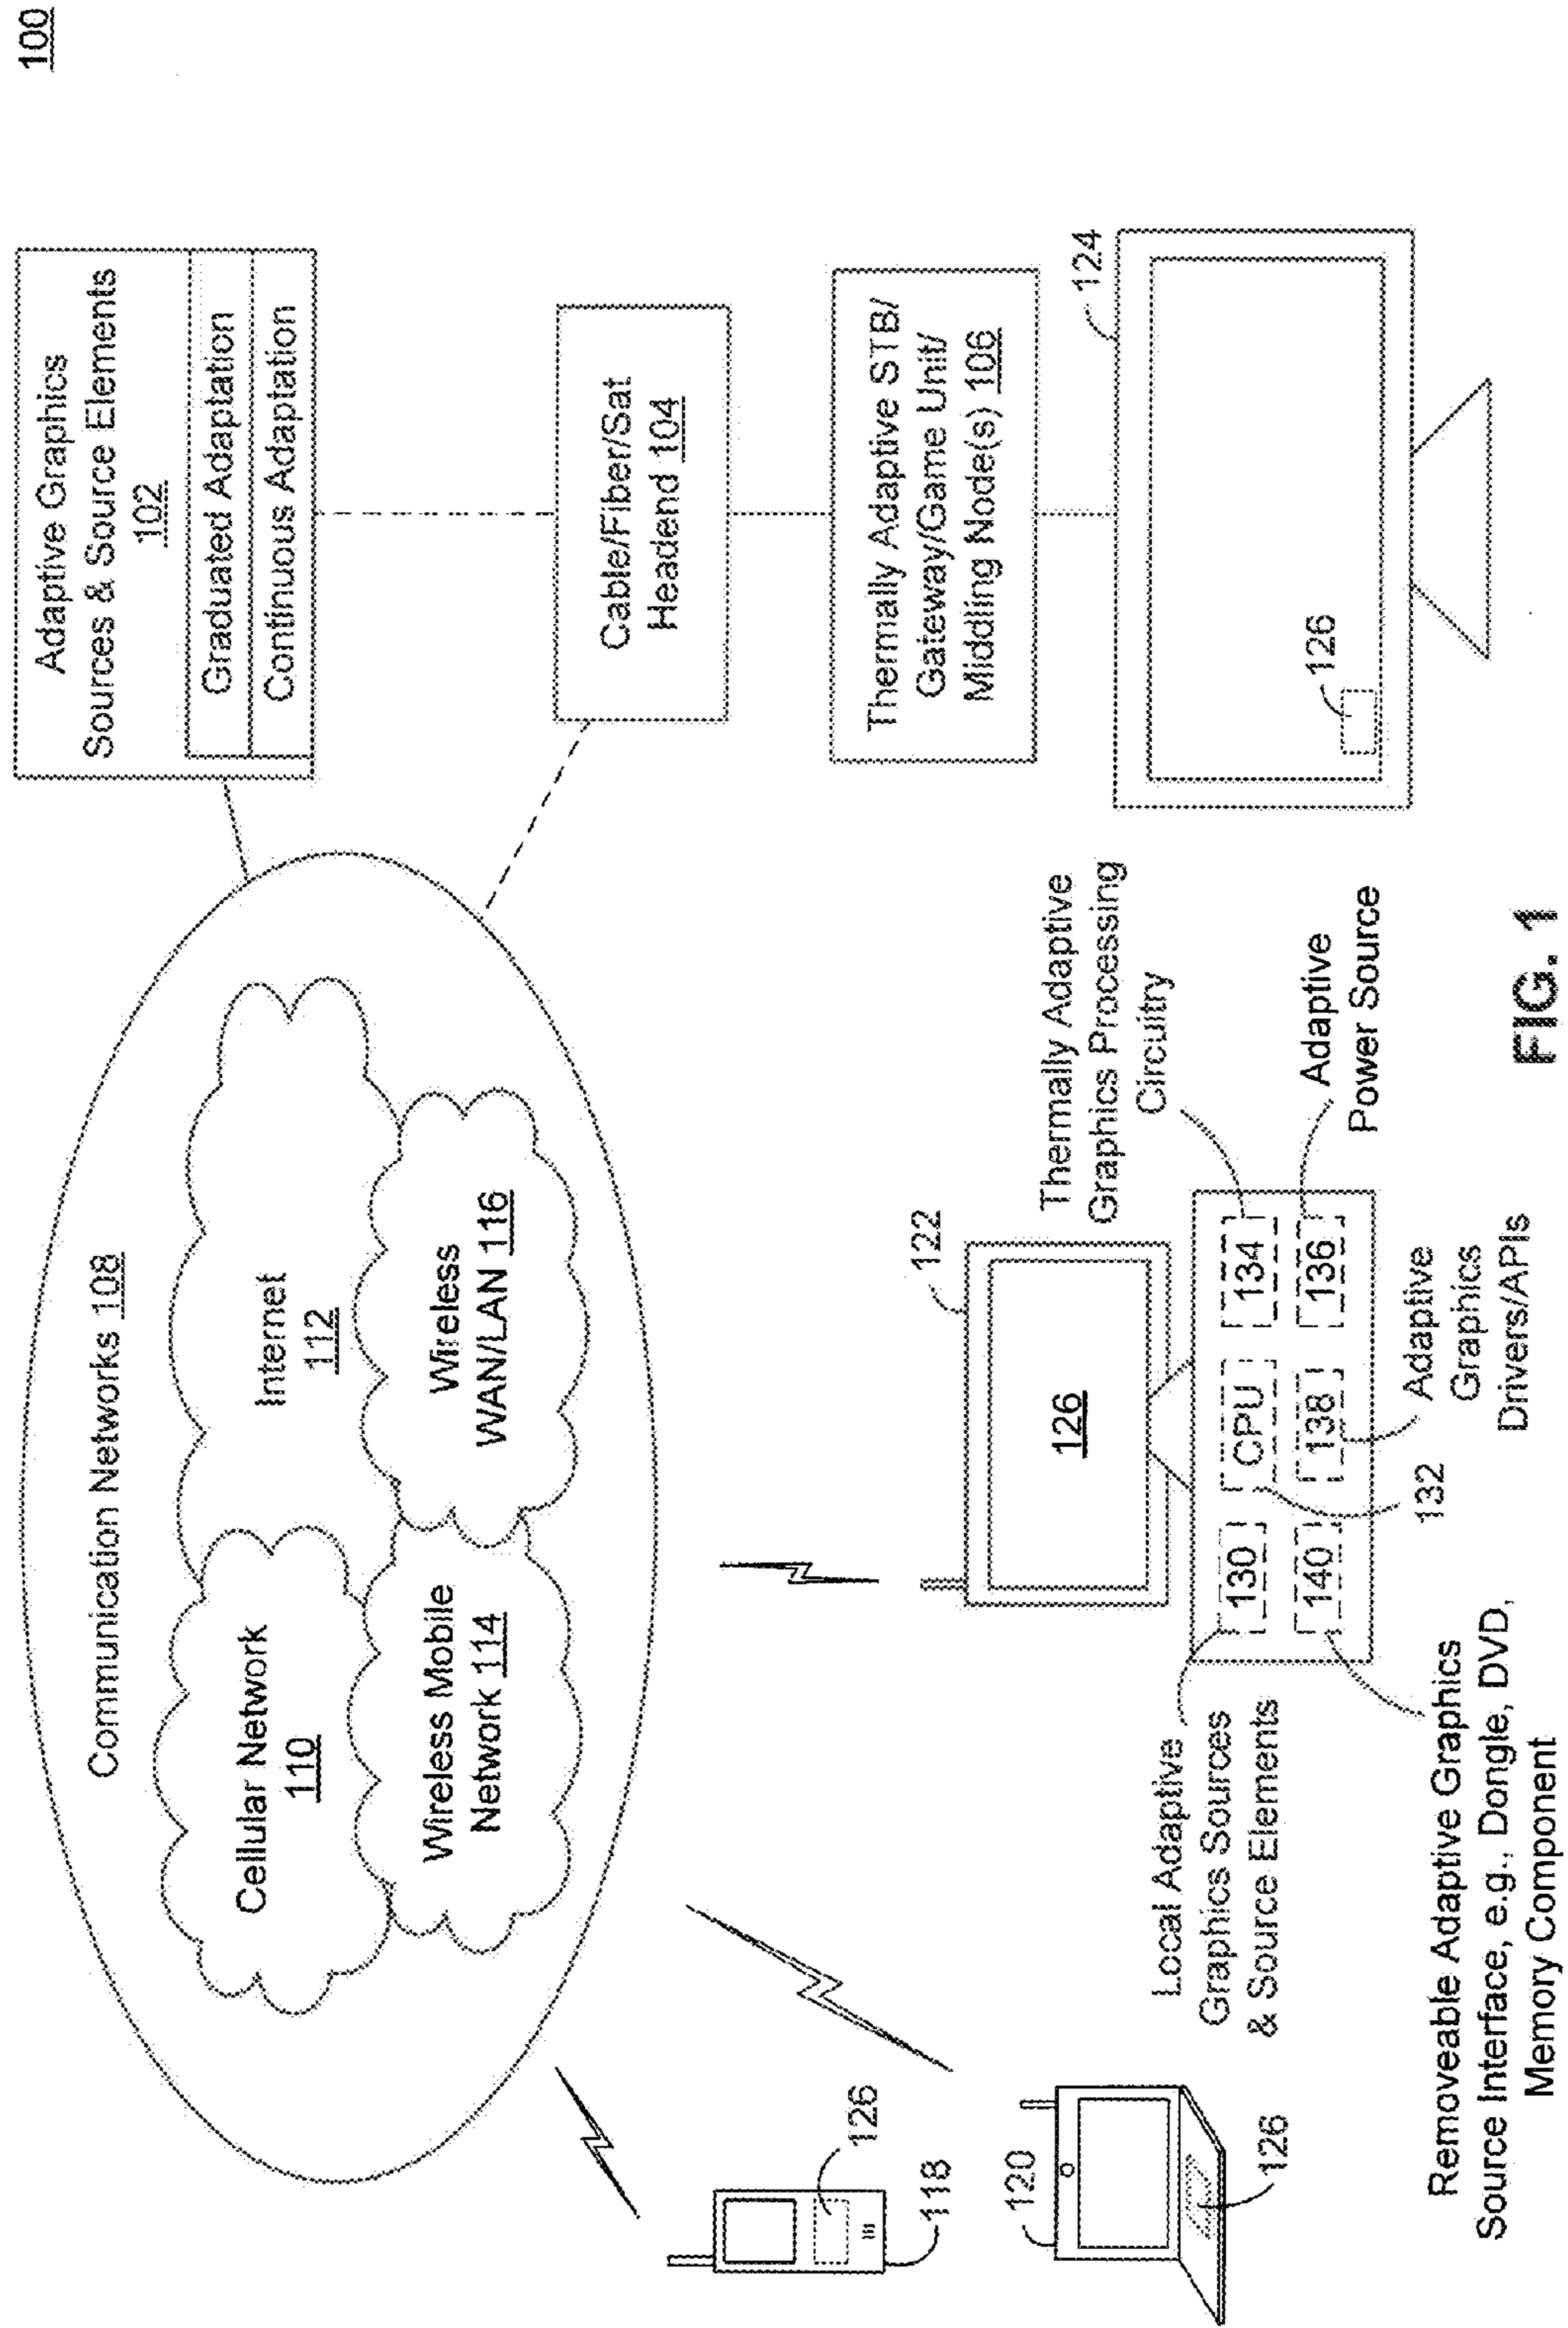 100
Communication Networks 108
Cellular Network
110
Internet
112
Wireless Mobile
Network 114
Wireless
WAN/LAN 116
Adaptive Graphics
Sources & Source Elements
102
Graduated Adaptation
Continuous Adaptation
Cable/Fiber/Sat
Headend 104
Thermally Adaptive STB/
Gateway/Game Unit/
Middling Node(s) 106
124
126
118
126
120
126
122
126
130
CPU
134
140
138
136
132
Local Adaptive
Graphics Sources
& Source Elements
Thermally Adaptive
Graphics Processing
Circuitry
Adaptive
Power Source
Adaptive
Graphics
Drivers/APIs
Removeable Adaptive Graphics
Source Interface, e.g., Dongle, DVD,
Memory Component
FIG. 1